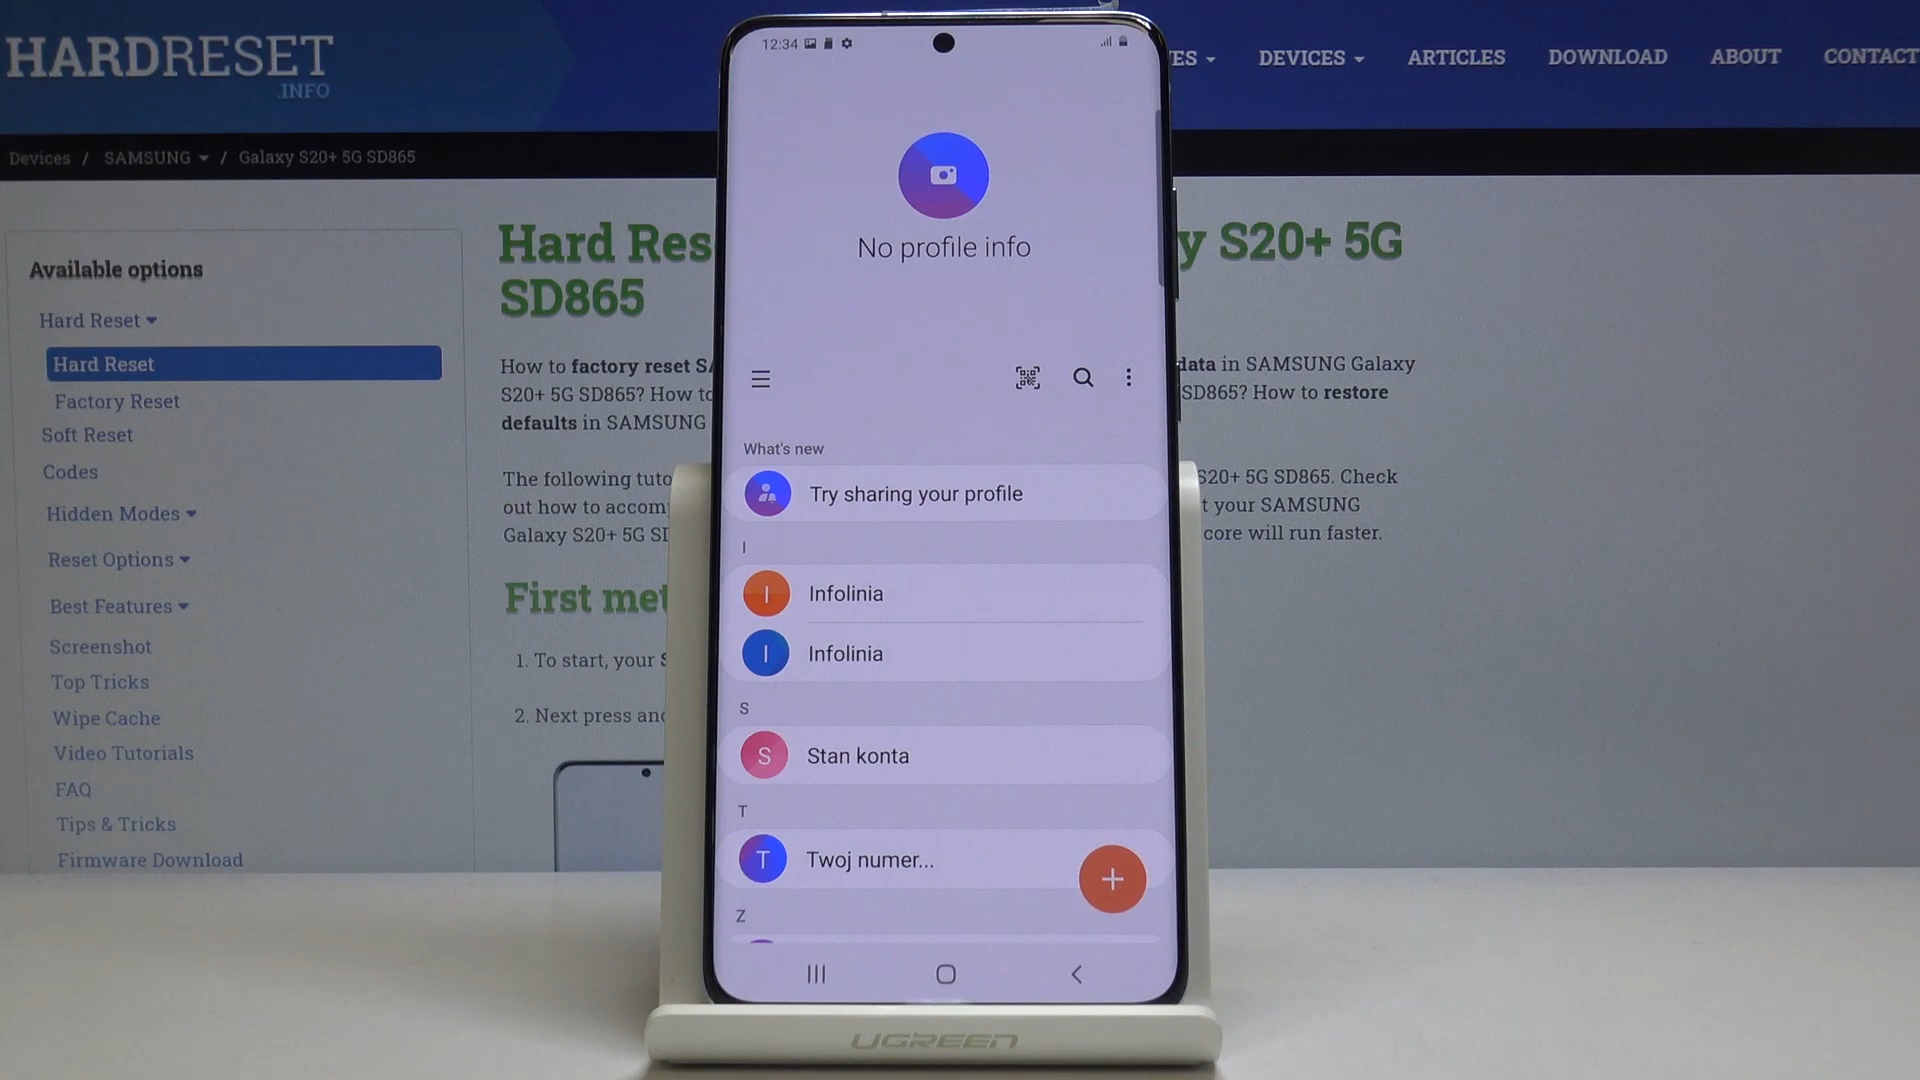 HARDRESET
.INFO
ES
DEVICES
ARTICLES
DOWNLOAD
ABOUT
CONTACT
Devices / SAMSUNG / Galaxy S20+ 5G SD865
Available options
Hard Reset
Hard Reset
Factory Reset
Soft Reset
Codes
Hidden Modes
Reset Options
Best Features
Screenshot
Top Tricks
Wipe Cache
Video Tutorials
FAQ
Tips & Tricks
Firmware Download
Hard Res y S20+ 5G
SD865
How to factory reset SA data in SAMSUNG Galaxy
S20+ 5G SD865? How to SD865? How to restore
defaults in SAMSUNG
The following tuto S20+ 5G SD865. Check
out how to accom t your SAMSUNG
Galaxy S20+ 5G SD core will run faster.
First met
1. To start, your S
2. Next press and
12:34
No profile info
What's new
Try sharing your profile
I
I Infolinia
I Infolinia
S
S Stan konta
T
T Twoj numer...
+
Z
UGREEN